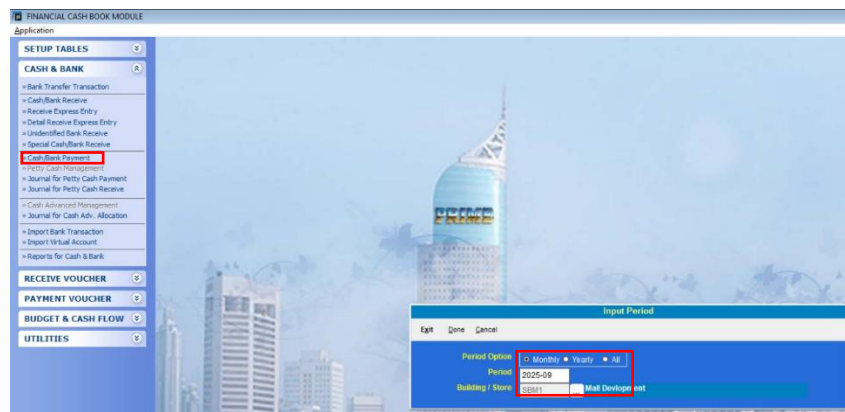 FINANCIAL CASH BOOK MODULE
Application
SETUP TABLES
CASH & BANK
» Bank Transfer Transaction
» Cash/Bank Receive
» Receive Express Entry
» Detail Receive Express Entry
» Unidentified Bank Receive
» Special Cash/Bank Receive
» Cash/Bank Payment
» Petty Cash Management
» Journal for Petty Cash Payment
» Journal for Petty Cash Receive
» Cash Advanced Management
» Journal for Cash Adv. Allocation
» Import Bank Transaction
» Import Virtual Account
» Reports for Cash & Bank
RECEIVE VOUCHER
PAYMENT VOUCHER
BUDGET & CASH FLOW
UTILITIES
PRIME
Input Period
Exit Done Cancel
Period Option Monthly Yearly All
Period 2025-09
Building / Store SBM1 ... Mall Devlopment